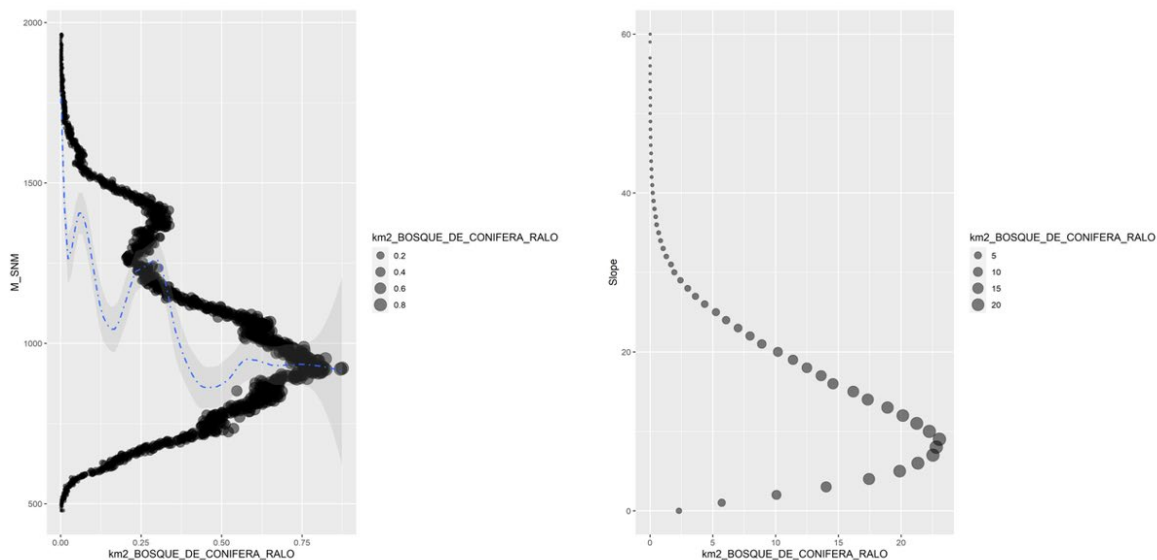 2000
1500
1000
500
M_SNM
0.00 0.25 0.50 0.75
km2_BOSQUE_DE_CONIFERA_RALO
km2_BOSQUE_DE_CONIFERA_RALO
0.2
0.4
0.6
0.8
60
40
20
0
Slope
0 5 10 15 20
km2_BOSQUE_DE_CONIFERA_RALO
km2_BOSQUE_DE_CONIFERA_RALO
5
10
15
20